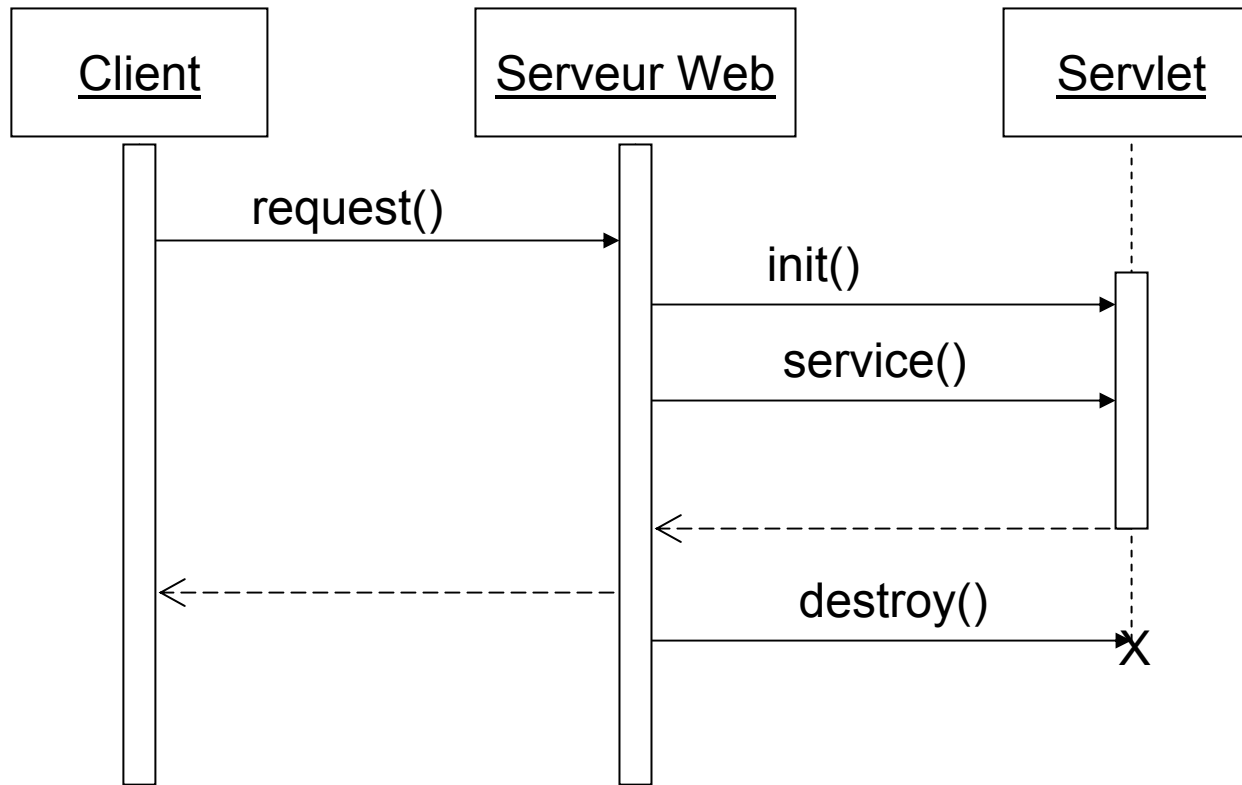 Client
Serveur Web
Servlet
request()
init()
service()
destroy()
X